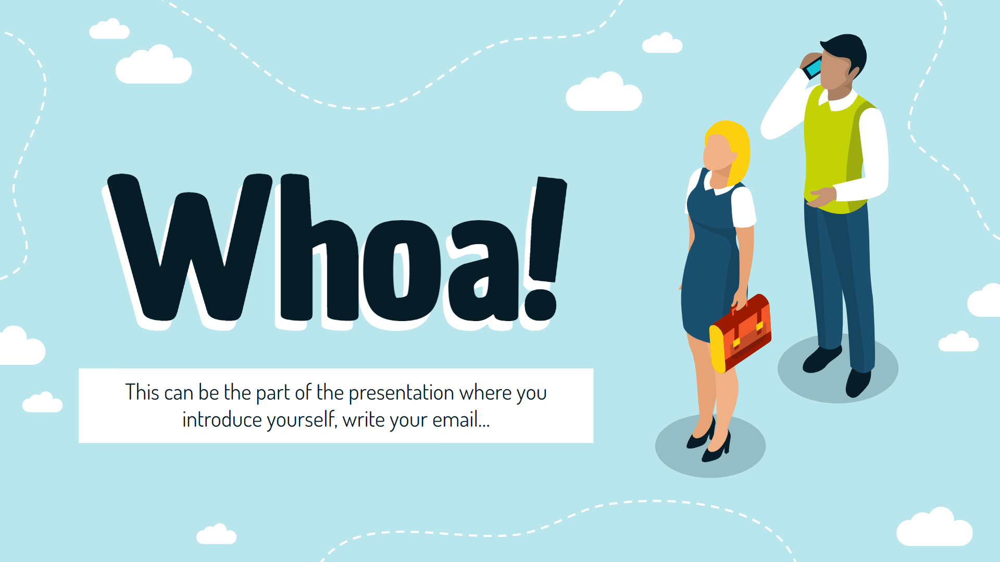 Whoa!
This can be the part of the presentation where you
introduce yourself, write your email...